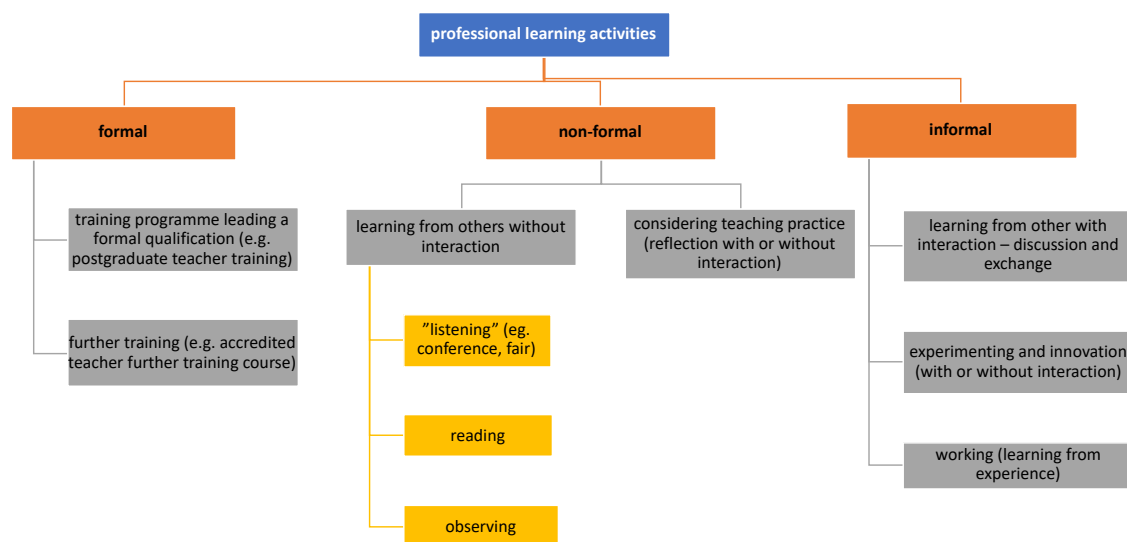 professional learning activities
formal
non-formal
informal
training programme leading a
formal qualification (e.g.
postgraduate teacher training)
further training (e.g. accredited
teacher further training course)
learning from others without
interaction
considering teaching practice
(reflection with or without
interaction)
”listening” (eg.
conference, fair)
reading
observing
learning from other with
interaction – discussion and
exchange
experimenting and innovation
(with or without interaction)
working (learning from
experience)